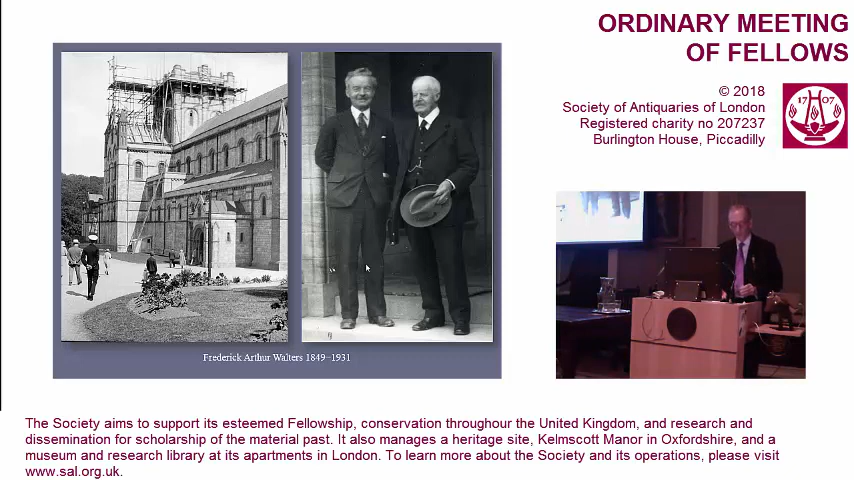 ORDINARY MEETING
OF FELLOWS
© 2018
Society of Antiquaries of London
Registered charity no 207237
Burlington House, Piccadilly
17 07
Frederick Arthur Walters 1849–1931
The Society aims to support its esteemed Fellowship, conservation throughour the United Kingdom, and research and
dissemination for scholarship of the material past. It also manages a heritage site, Kelmscott Manor in Oxfordshire, and a
museum and research library at its apartments in London. To learn more about the Society and its operations, please visit
www.sal.org.uk.